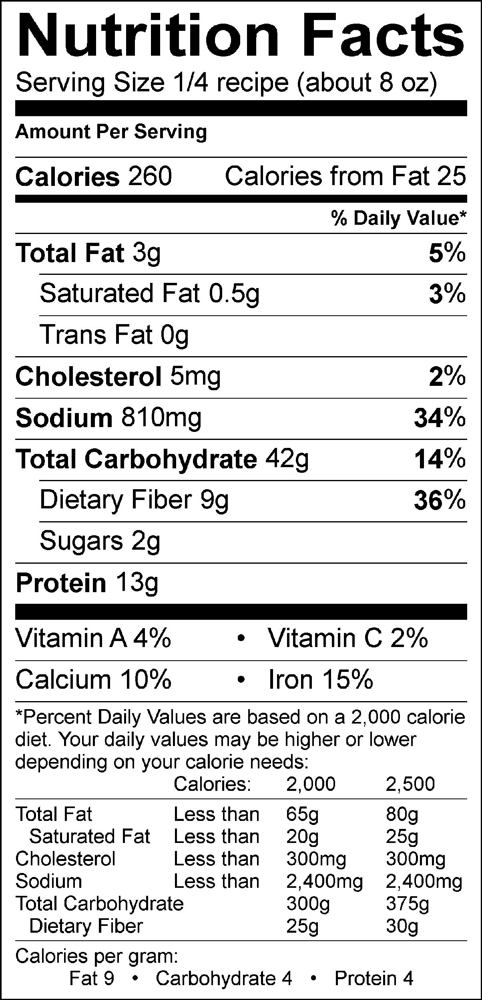 Nutrition Facts
Serving Size 1/4 recipe (about 8 oz)
Amount Per Serving
Calories 260 Calories from Fat 25
% Daily Value*
Total Fat 3g 5%
Saturated Fat 0.5g 3%
Trans Fat 0g
Cholesterol 5mg 2%
Sodium 810mg 34%
Total Carbohydrate 42g 14%
Dietary Fiber 9g 36%
Sugars 2g
Protein 13g
Vitamin A 4% • Vitamin C 2%
Calcium 10% • Iron 15%
*Percent Daily Values are based on a 2,000 calorie
diet. Your daily values may be higher or lower
depending on your calorie needs:
Calories: 2,000 2,500
Total Fat Less than 65g 80g
Saturated Fat Less than 20g 25g
Cholesterol Less than 300mg 300mg
Sodium Less than 2,400mg 2,400mg
Total Carbohydrate 300g 375g
Dietary Fiber 25g 30g
Calories per gram:
Fat 9 • Carbohydrate 4 • Protein 4